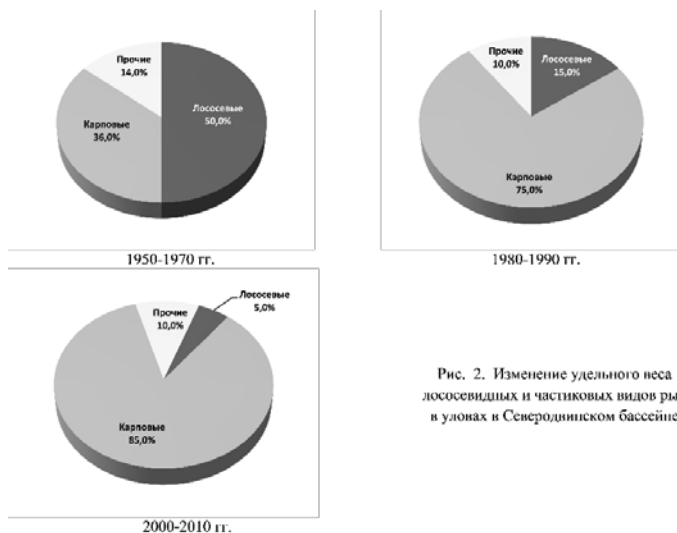 Прочие
14,0%
Лососевые
50,0%
Карповые
36,0%
1950-1970 гг.
Прочие
10,0%
Лососевые
15,0%
Карповые
75,0%
1980-1990 гг.
Лососевые
5,0%
Прочие
10,0%
Карповые
85,0%
2000-2010 гг.
Рис. 2. Изменение удельного веса
лососевидных и частиковых видов ры
в уловах в Северодвинском бассейне